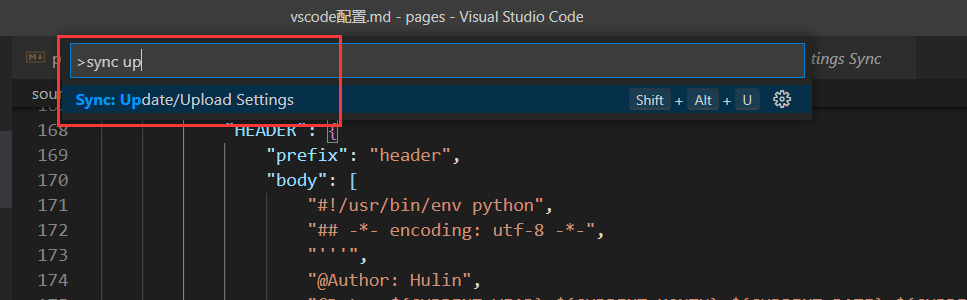 vscode配置.md - pages - Visual Studio Code
tings Sync
>sync up
Sync: Update/Upload Settings Shift + Alt + U
sour
168 "HEADER": {
169 "prefix": "header",
170 "body": [
171 "#!/usr/bin/env python",
172 "## -*- encoding: utf-8 -*-",
173 "'''",
174 "@Author: Hulin",